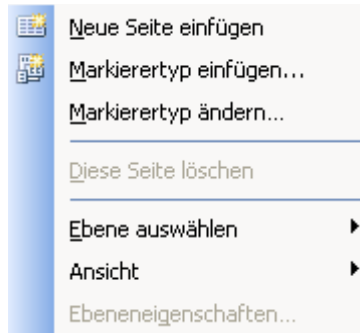 Neue Seite einfügen
Markierertyp einfügen...
Markierertyp ändern...
Diese Seite löschen
Ebene auswählen
Ansicht
Ebeneneigenschaften...